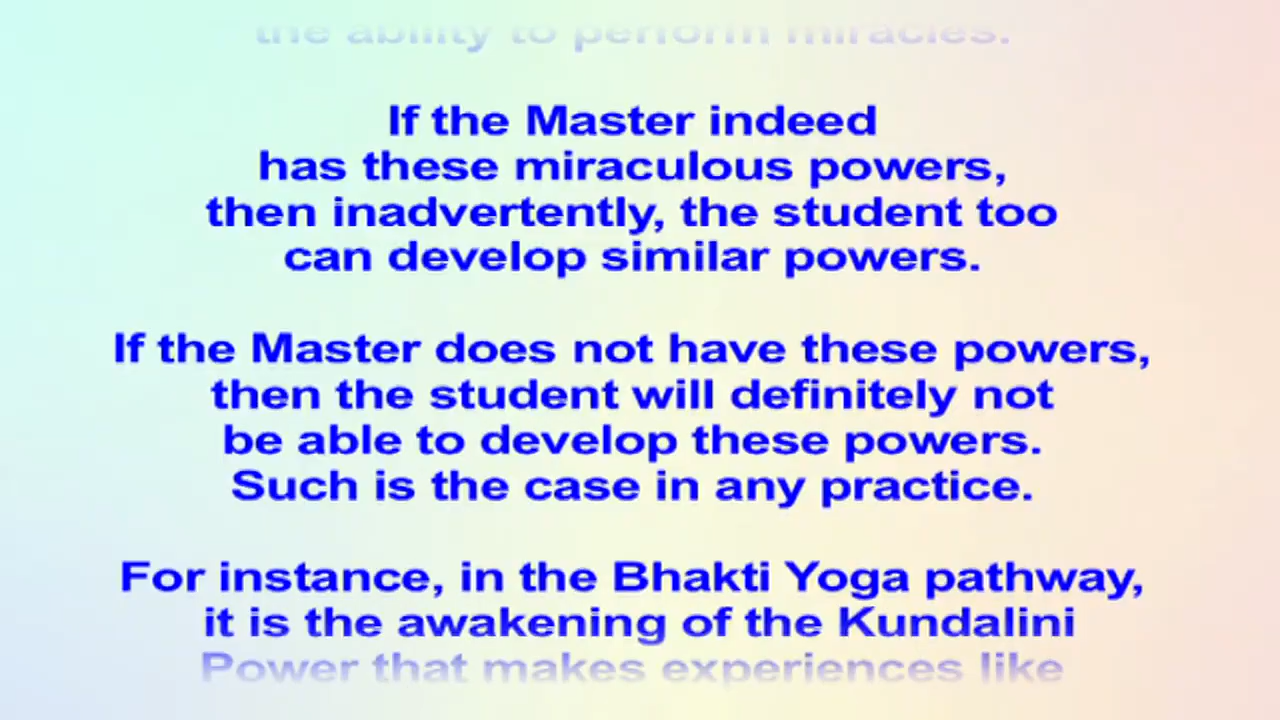 the ability to perform miracles.
If the Master indeed
has these miraculous powers,
then inadvertently, the student too
can develop similar powers.
If the Master does not have these powers,
then the student will definitely not
be able to develop these powers.
Such is the case in any practice.
For instance, in the Bhakti Yoga pathway,
it is the awakening of the Kundalini
Power that makes experiences like